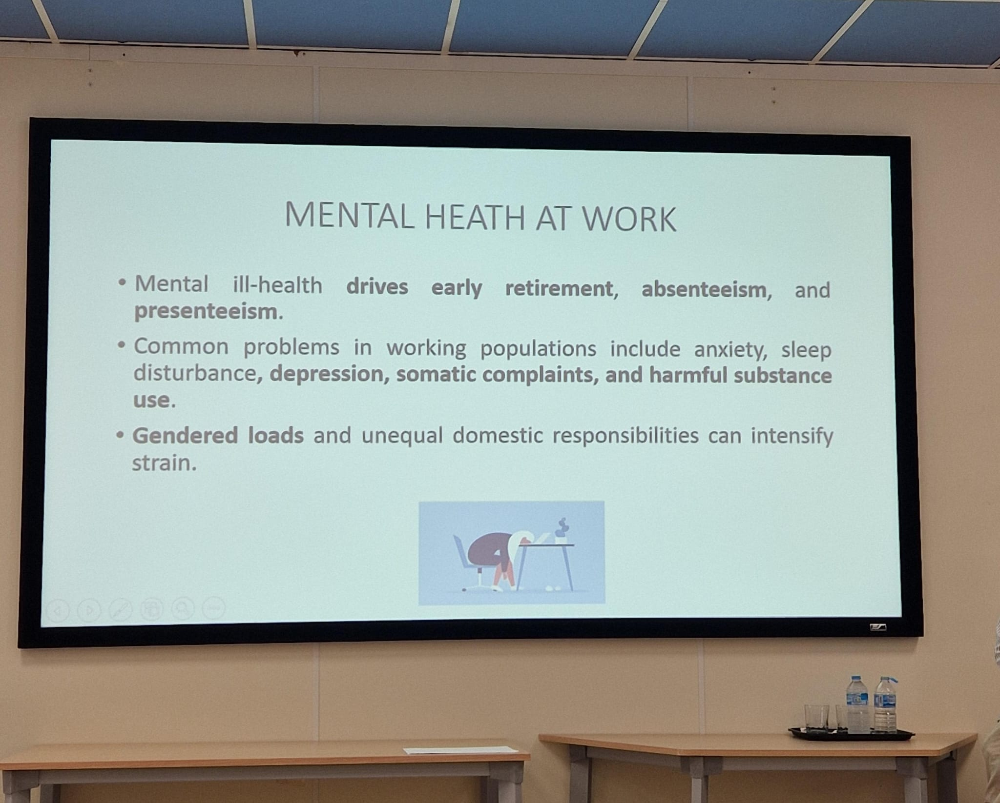 MENTAL HEATH AT WORK
• Mental ill-health drives early retirement, absenteeism, and
presenteeism.
• Common problems in working populations include anxiety, sleep
disturbance, depression, somatic complaints, and harmful substance
use.
• Gendered loads and unequal domestic responsibilities can intensify
strain.